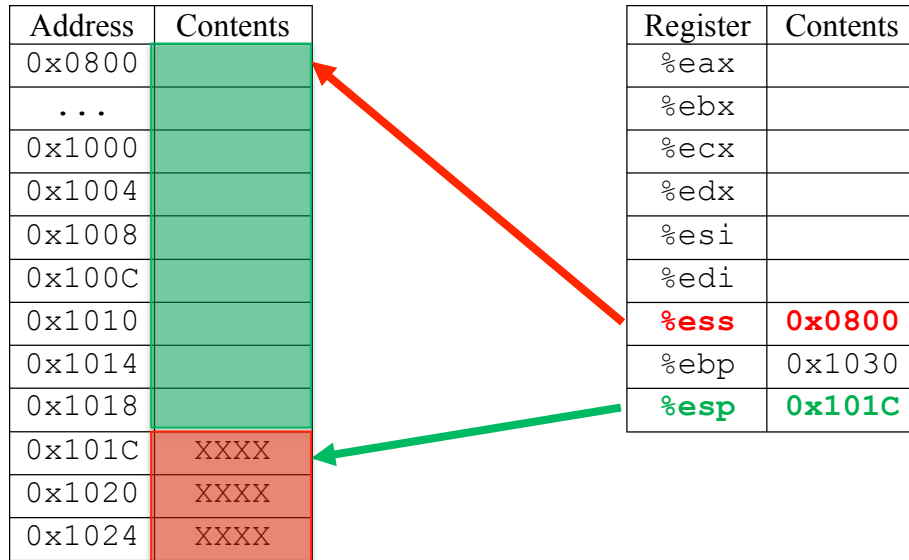 Address Contents
0x0800
...
0x1000
0x1004
0x1008
0x100C
0x1010
0x1014
0x1018
0x101C XXXX
0x1020 XXXX
0x1024 XXXX
Register Contents
%eax
%ebx
%ecx
%edx
%esi
%edi
%ess 0x0800
%ebp 0x1030
%esp 0x101C